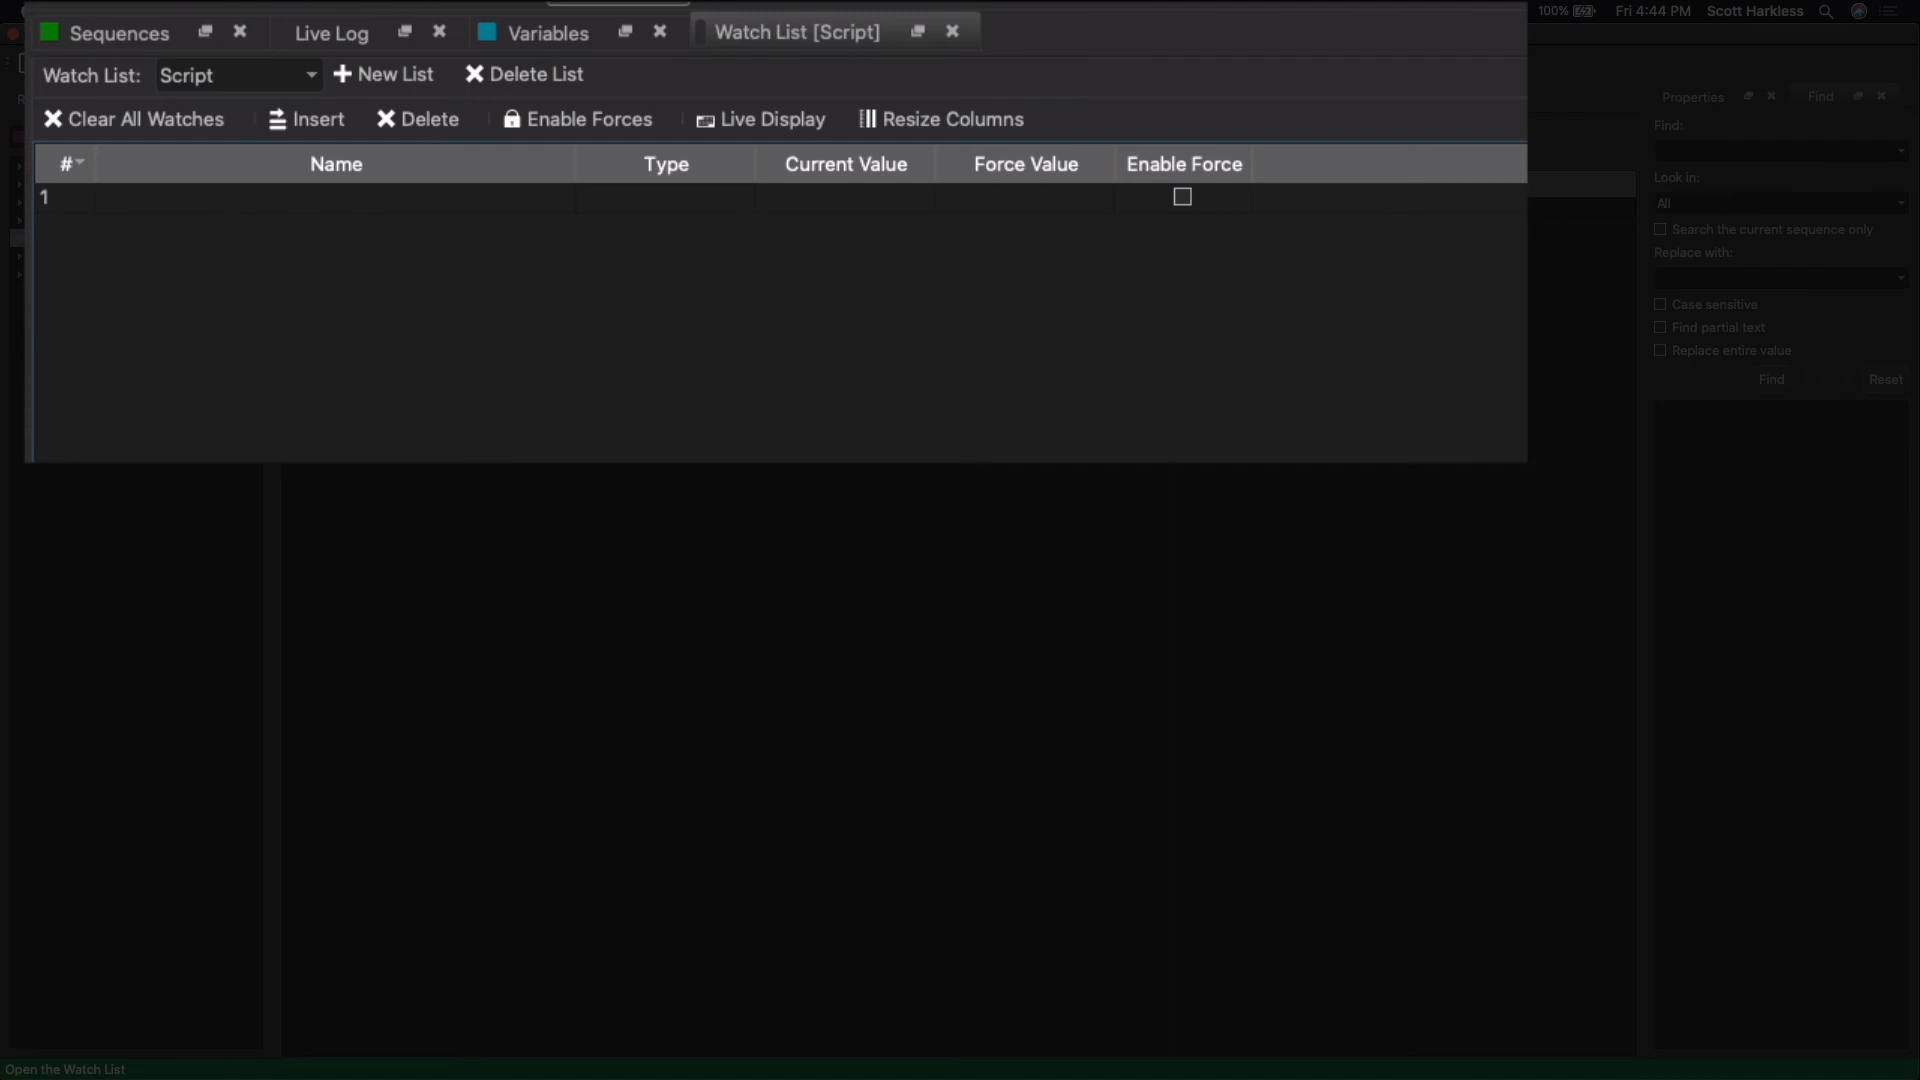 100% Fri 4:44 PM Scott Harkless
Sequences Live Log Variables Watch List [Script]
Watch List: Script New List Delete List
Clear All Watches Insert Delete Enable Forces Live Display Resize Columns
# Name Type Current Value Force Value Enable Force
1
Properties Find
Find:
Look in:
All
Search the current sequence only
Replace with:
Case sensitive
Find partial text
Replace entire value
Find Reset
Open the Watch List